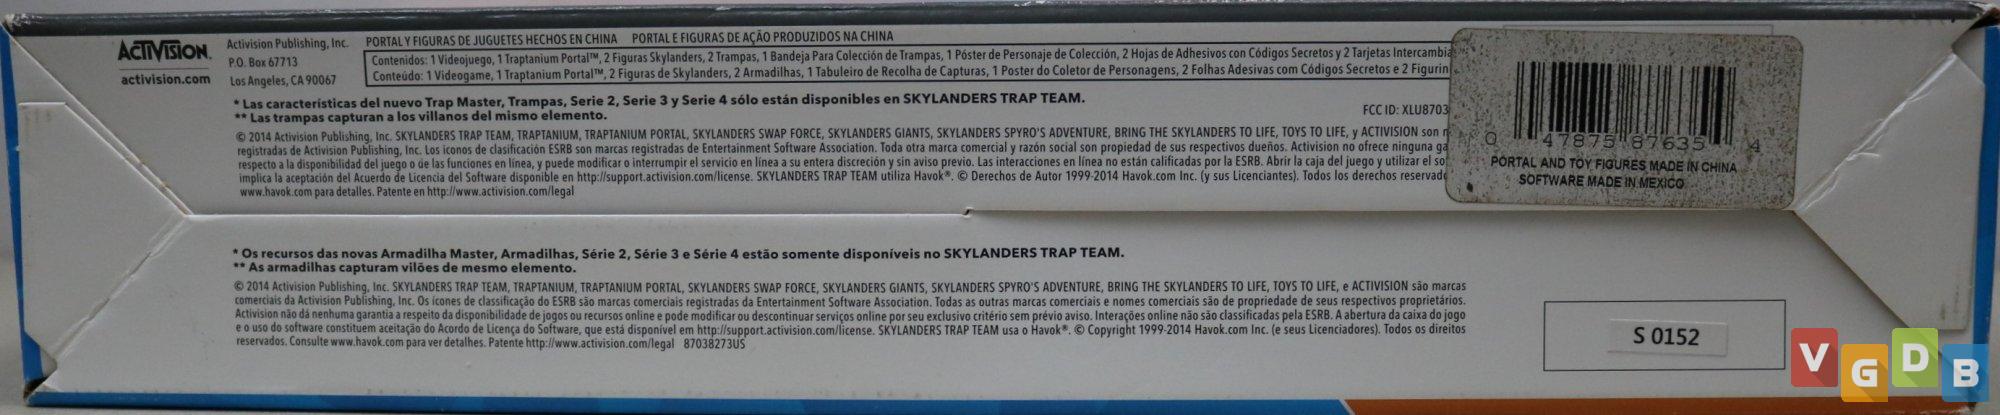 ACTIVISION
activision.com
Activision Publishing, Inc.
P.O. Box 67713
Los Angeles, CA 90067
PORTAL Y FIGURAS DE JUGUETES HECHOS EN CHINA PORTAL E FIGURAS DE AÇÃO PRODUZIDOS NA CHINA
Contenidos: 1 Videojuego, 1 Traptanium Portal™, 2 Figuras Skylanders, 2 Trampas, 1 Bandeja Para Colección de Trampas, 1 Póster de Personaje de Colección, 2 Hojas de Adhesivos con Códigos Secretos y 2 Tarjetas Intercambia
Conteúdo: 1 Videogame, 1 Traptanium Portal™, 2 Figuras de Skylanders, 2 Armadilhas, 1 Tabuleiro de Recolha de Capturas, 1 Poster do Coletor de Personagens, 2 Folhas Adesivas com Códigos Secretos e 2 Figurin
* Las características del nuevo Trap Master, Trampas, Serie 2, Serie 3 y Serie 4 sólo están disponibles en SKYLANDERS TRAP TEAM.
** Las trampas capturan a los villanos del mismo elemento.
FCC ID: XLU8703
© 2014 Activision Publishing, Inc. SKYLANDERS TRAP TEAM, TRAPTANIUM, TRAPTANIUM PORTAL, SKYLANDERS SWAP FORCE, SKYLANDERS GIANTS, SKYLANDERS SPYRO'S ADVENTURE, BRING THE SKYLANDERS TO LIFE, TOYS TO LIFE, y ACTIVISION son
registradas de Activision Publishing, Inc. Los iconos de clasificación ESRB son marcas registradas de Entertainment Software Association. Toda otra marca comercial y razón social son propiedad de sus respectivos dueños. Activision no ofrece ninguna ga
respecto a la disponibilidad del juego o de las funciones en línea, y puede modificar o interrumpir el servicio en línea a su entera discreción y sin aviso previo. Las interacciones en línea no están calificadas por la ESRB. Abrir la caja del juego y utilizar el so
implica la aceptación del Acuerdo de Licencia del Software disponible en http://support.activision.com/license. SKYLANDERS TRAP TEAM utiliza Havok®. © Derechos de Autor 1999-2014 Havok.com Inc. (y sus Licenciantes). Todos los derechos reservad
www.havok.com para detalles. Patente en http://www.activision.com/legal
0 47875 87635 4
PORTAL AND TOY FIGURES MADE IN CHINA
SOFTWARE MADE IN MEXICO
* Os recursos das novas Armadilha Master, Armadilhas, Série 2, Série 3 e Série 4 estão somente disponíveis no SKYLANDERS TRAP TEAM.
** As armadilhas capturam vilões de mesmo elemento.
© 2014 Activision Publishing, Inc. SKYLANDERS TRAP TEAM, TRAPTANIUM, TRAPTANIUM PORTAL, SKYLANDERS SWAP FORCE, SKYLANDERS GIANTS, SKYLANDERS SPYRO'S ADVENTURE, BRING THE SKYLANDERS TO LIFE, TOYS TO LIFE, e ACTIVISION são marcas
comerciais da Activision Publishing, Inc. Os ícones de classificação do ESRB são marcas comerciais registradas da Entertainment Software Association. Todas as outras marcas comerciais e nomes comerciais são de propriedade de seus respectivos proprietários.
Activision não dá nenhuma garantia a respeito da disponibilidade de jogos ou recursos online e pode modificar ou descontinuar serviços online por seu exclusivo critério sem prévio aviso. Interações online não são classificadas pela ESRB. A abertura da caixa do jogo
e o uso do software constituem aceitação do Acordo de Licença do Software, que está disponível em http://support.activision.com/license. SKYLANDERS TRAP TEAM usa o Havok®. © Copyright 1999-2014 Havok.com Inc. (e seus Licenciadores). Todos os direitos
reservados. Consulte www.havok.com para ver detalhes. Patente http://www.activision.com/legal 87038273US
S 0152
VGDB